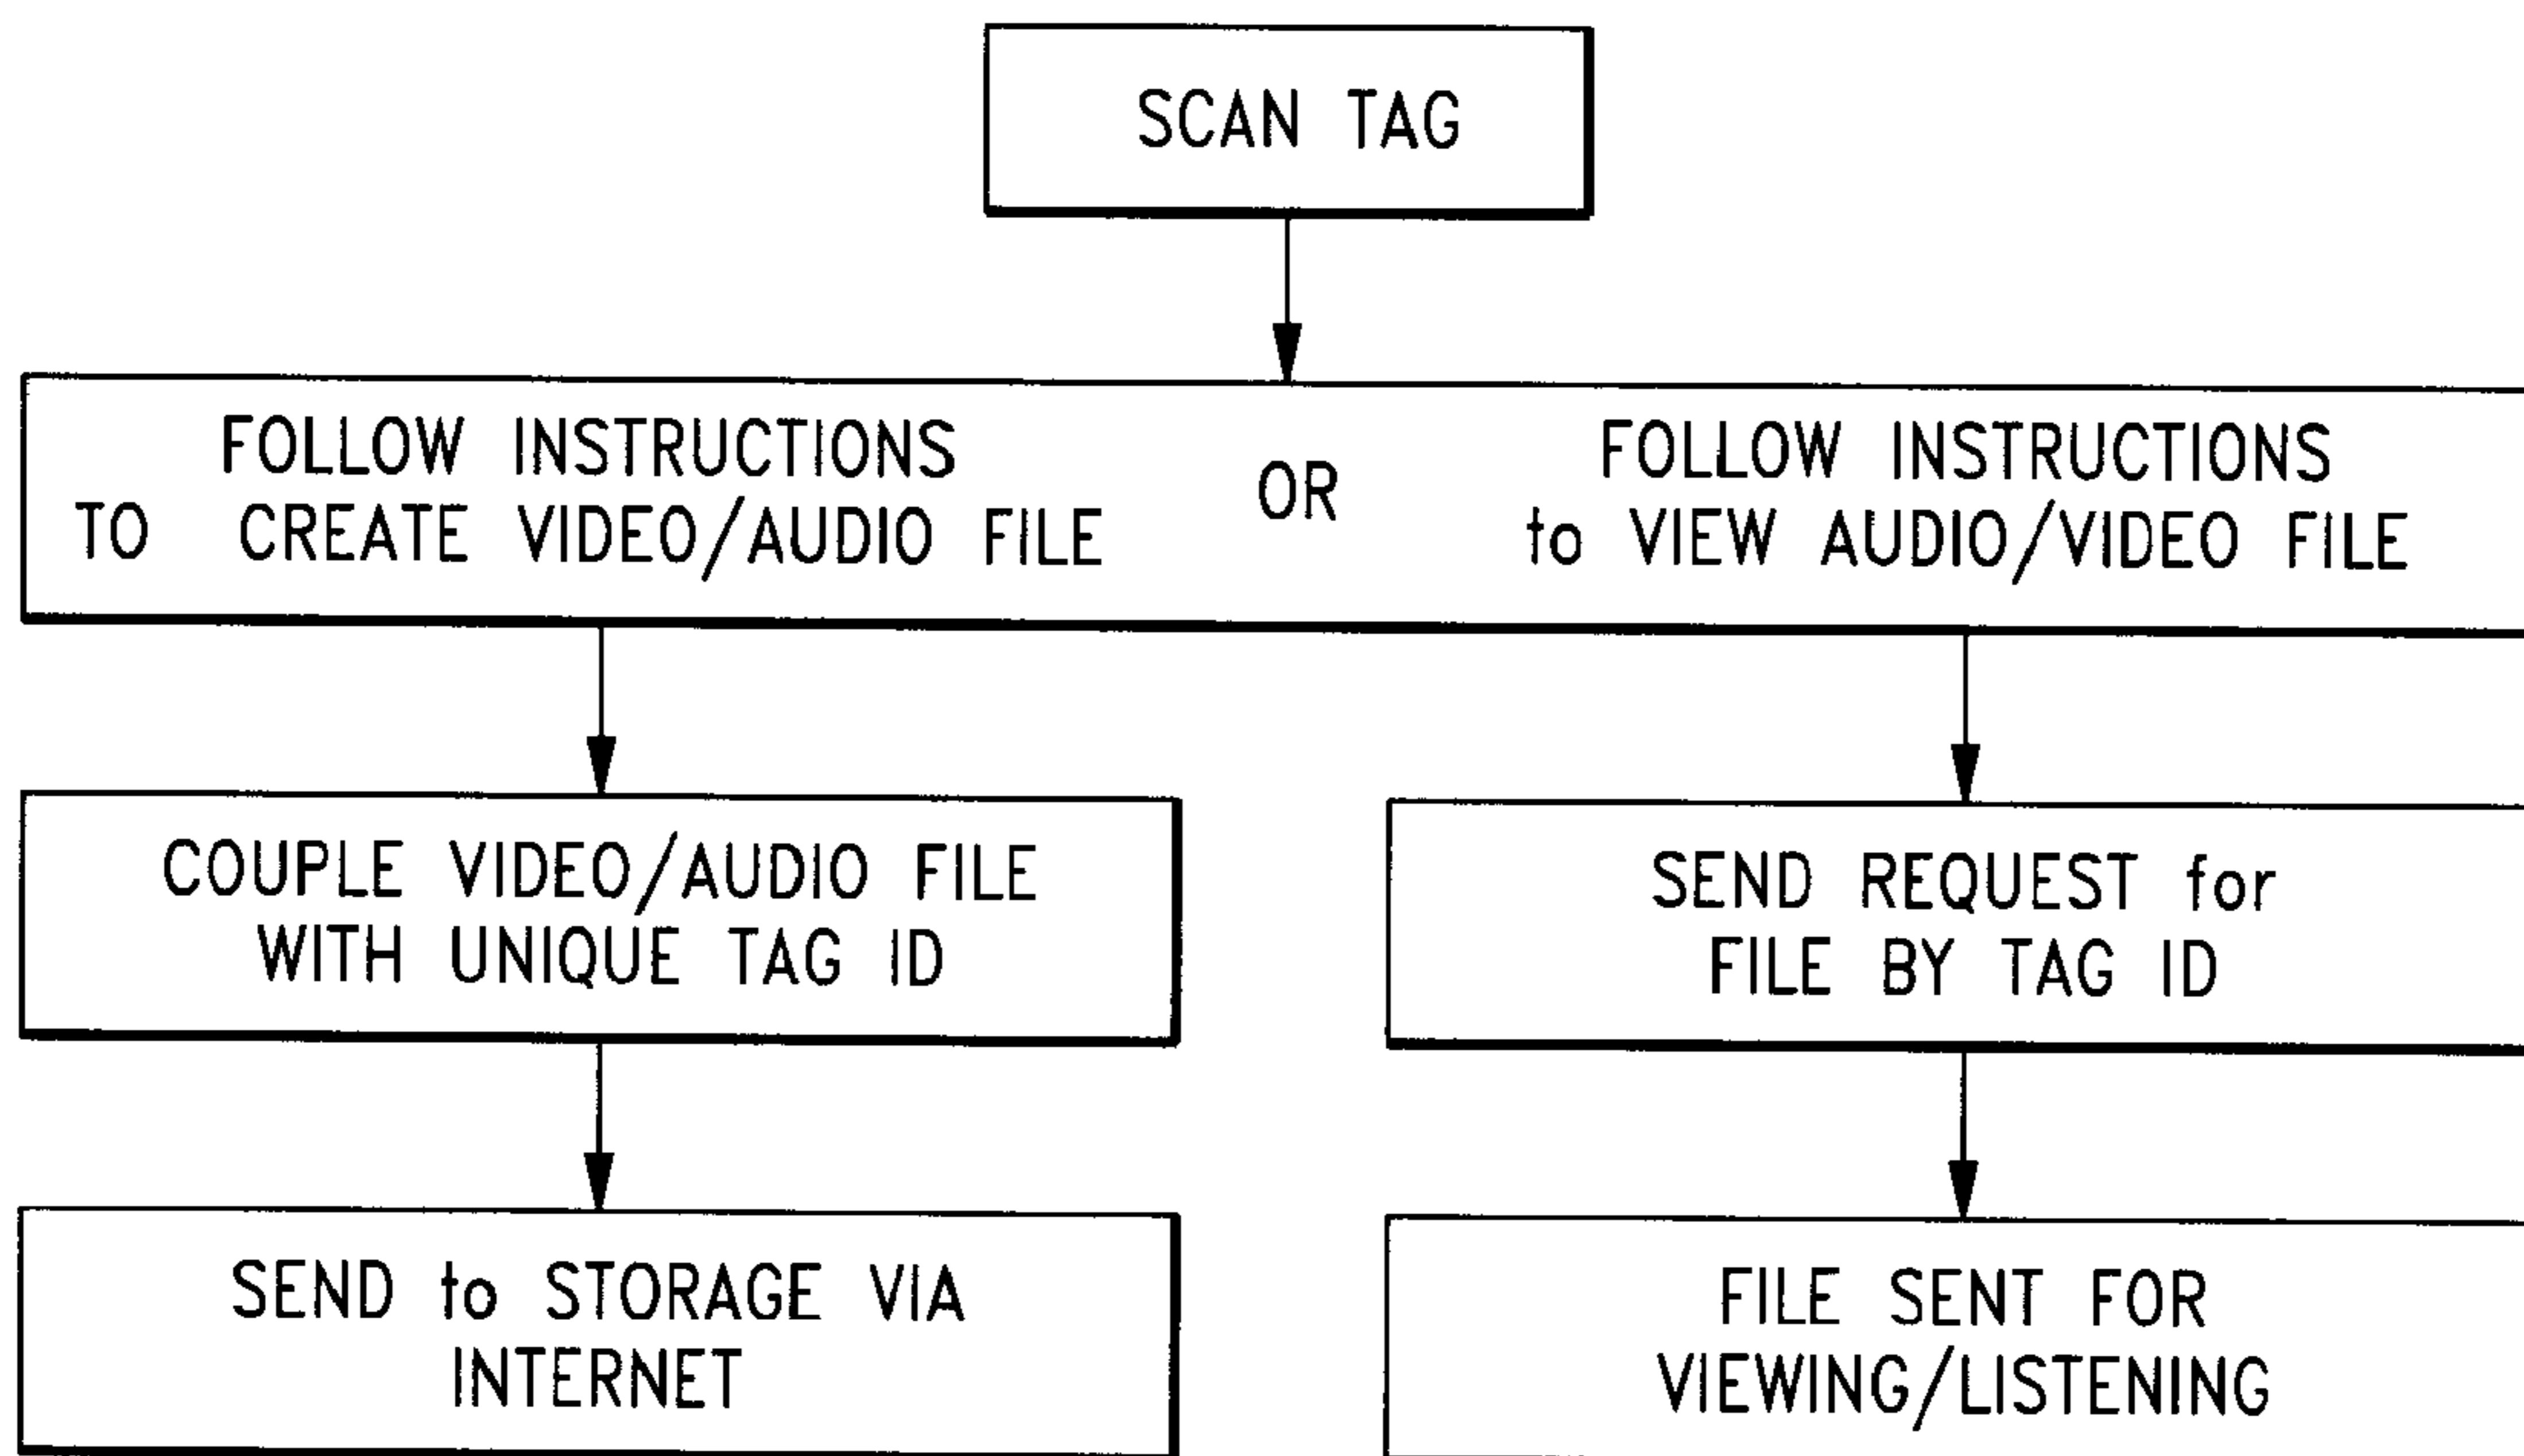 SCAN TAG
FOLLOW INSTRUCTIONS
TO CREATE VIDEO/AUDIO FILE
OR
FOLLOW INSTRUCTIONS
to VIEW AUDIO/VIDEO FILE
COUPLE VIDEO/AUDIO FILE
WITH UNIQUE TAG ID
SEND REQUEST for
FILE BY TAG ID
SEND to STORAGE VIA
INTERNET
FILE SENT FOR
VIEWING/LISTENING